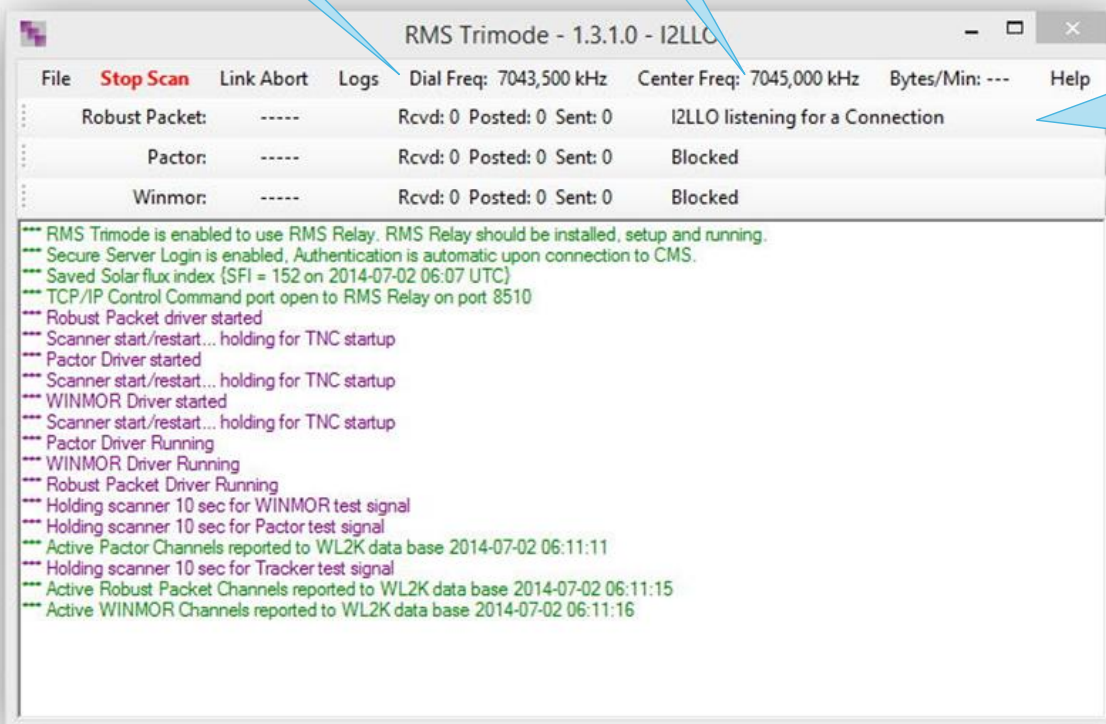 RMS Trimode - 1.3.1.0 - I2LLO
File Stop Scan Link Abort Logs Dial Freq: 7043,500 kHz Center Freq: 7045,000 kHz Bytes/Min: --- Help
Robust Packet: ----- Rcvd: 0 Posted: 0 Sent: 0 I2LLO listening for a Connection
Pactor: ----- Rcvd: 0 Posted: 0 Sent: 0 Blocked
Winmor: ----- Rcvd: 0 Posted: 0 Sent: 0 Blocked
*** RMS Trimode is enabled to use RMS Relay. RMS Relay should be installed, setup and running.
*** Secure Server Login is enabled, Authentication is automatic upon connection to CMS.
*** Saved Solar flux index {SFI = 152 on 2014-07-02 06:07 UTC}
*** TCP/IP Control Command port open to RMS Relay on port 8510
*** Robust Packet driver started
*** Scanner start/restart... holding for TNC startup
*** Pactor Driver started
*** Scanner start/restart... holding for TNC startup
*** WINMOR Driver started
*** Scanner start/restart... holding for TNC startup
*** Pactor Driver Running
*** WINMOR Driver Running
*** Robust Packet Driver Running
*** Holding scanner 10 sec for WINMOR test signal
*** Holding scanner 10 sec for Pactor test signal
*** Active Pactor Channels reported to WL2K data base 2014-07-02 06:11:11
*** Holding scanner 10 sec for Tracker test signal
*** Active Robust Packet Channels reported to WL2K data base 2014-07-02 06:11:15
*** Active WINMOR Channels reported to WL2K data base 2014-07-02 06:11:16